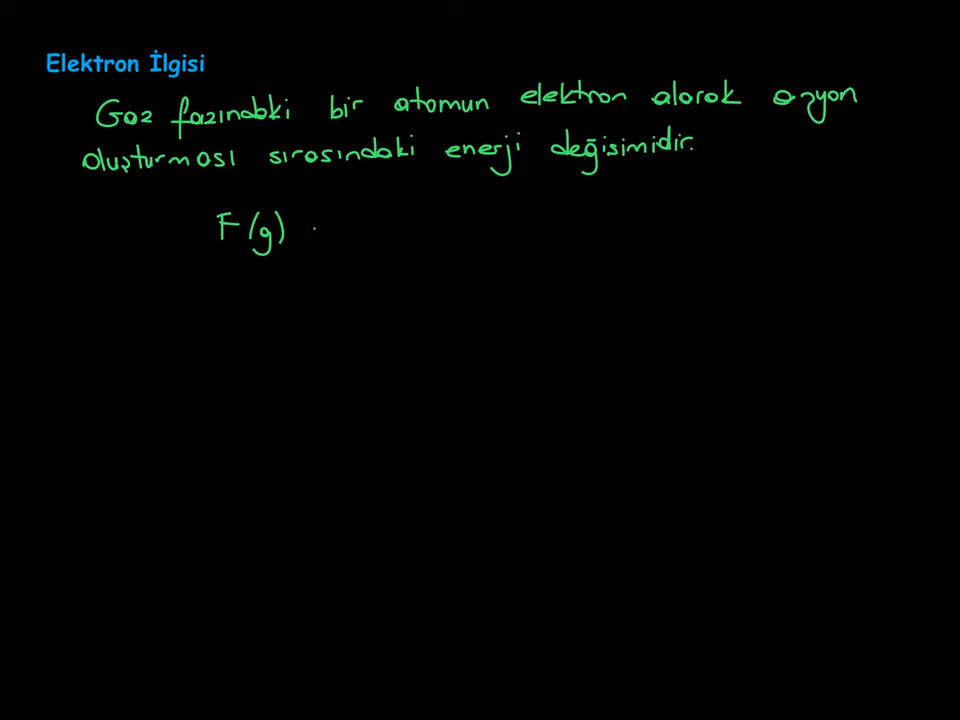 Elektron İlgisi
Gaz fazındaki bir atomun elektron alarak anyon
oluşturması sırasındaki enerji değişimidir.
F(g)